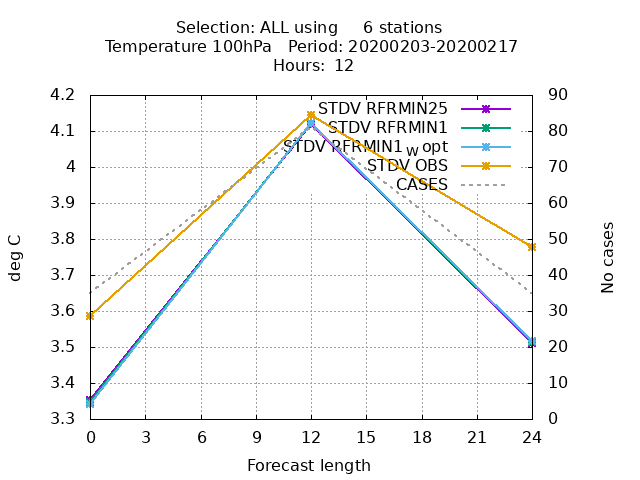 Selection: ALL using     6 stations
Temperature 100hPa   Period: 20200203-20200217
Hours:  12
4.2
4.1
4
3.9
3.8
3.7
3.6
3.5
3.4
3.3
deg C
STDV RFRMIN25
STDV RFRMIN1
STDV RFRMIN1wopt
STDV OBS
CASES
90
80
70
60
50
40
30
20
10
0
No cases
0 3 6 9 12 15 18 21 24
Forecast length